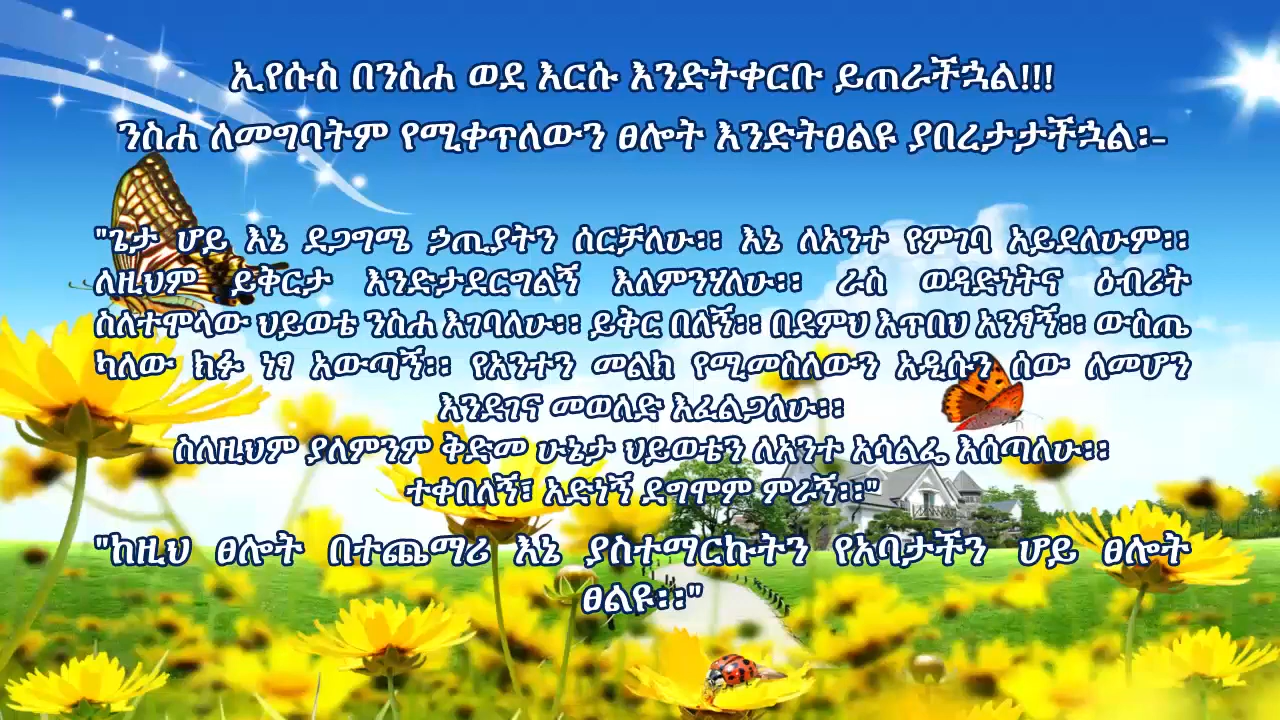 ኢየሱስ በንስሐ ወደ እርሱ እንድትቀርቡ ይጠራችኋል!!!
ንስሐ ለመግባትም የሚቀጥለውን ፀሎት እንድትፀልዩ ያበረታታችኋል፡-
"ጌታ ሆይ እኔ ደጋግሜ ኃጢያትን ሰርቻለሁ፡፡ እኔ ለአንተ የምገባ አይደለሁም፡፡
ለዚህም ይቅርታ እንድታደርግልኝ እለምንሃለሁ፡፡ ራስ ወዳድነትና ዕብሪት
ስለተሞላው ህይወቴ ንስሐ እገባለሁ፡፡ ይቅር በለኝ፡፡ በደምህ እጥበህ አንፃኝ፡፡ ውስጤ
ካለው ክፉ ነፃ አውጣኝ፡፡ የአንተን መልክ የሚመስለውን አዲሱን ሰው ለመሆን
እንደገና መወለድ እፈልጋለሁ፡፡
ስለዚህም ያለምንም ቅድመ ሁኔታ ህይወቴን ለአንተ አሳልፌ እሰጣለሁ፡፡
ተቀበለኝ፣ አድነኝ ደግሞም ምራኝ፡፡"
"ከዚህ ፀሎት በተጨማሪ እኔ ያስተማርኩትን የአባታችን ሆይ ፀሎት
ፀልዩ፡፡"